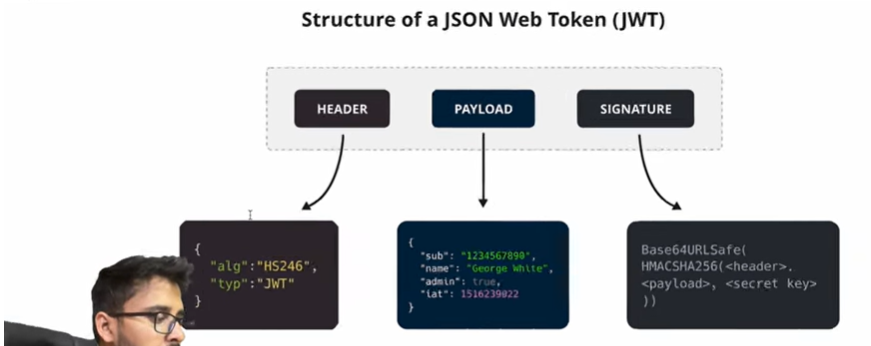 Structure of a JSON Web Token (JWT)
HEADER
PAYLOAD
SIGNATURE
{
"alg":"HS246",
"typ":"JWT"
}
{
"sub": "1234567890",
"name": "George White",
"admin": true,
"iat": 1516239022
}
Base64URLSafe(
HMACSHA256(<header>.
<payload>, <secret key>
))